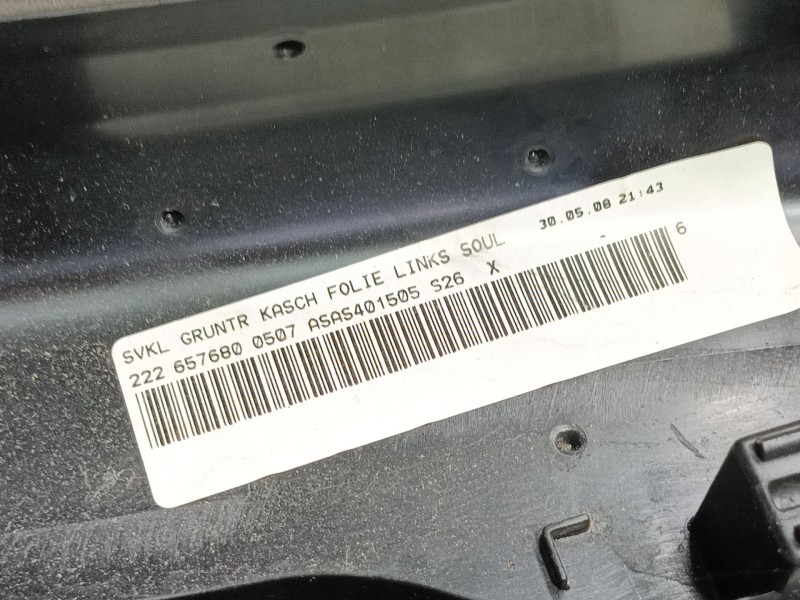 SVKL GRUNTR KASCH FOLIE LINKS SOUL 30.05.08 21:43
222 657680 0507 ASAS401505 S26 X - 6
L